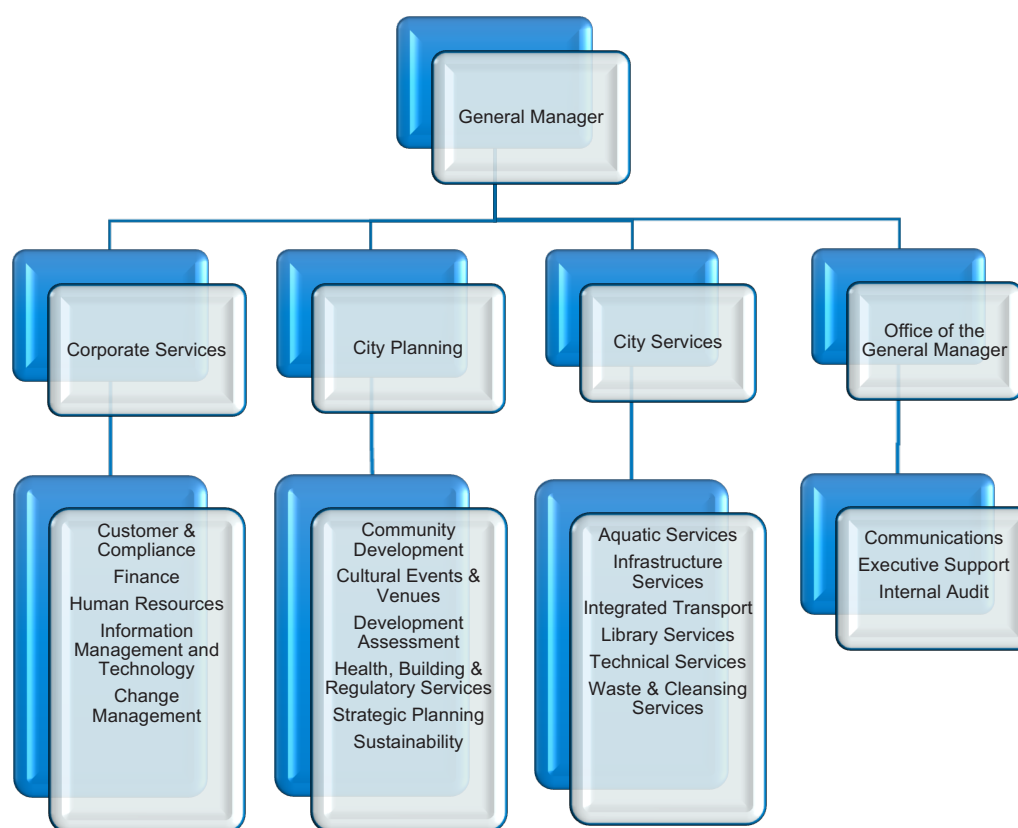 General Manager
Corporate Services
City Planning
City Services
Office of the
General Manager
Customer &
Compliance
Finance
Human Resources
Information
Management and
Technology
Change
Management
Community
Development
Cultural Events &
Venues
Development
Assessment
Health, Building &
Regulatory Services
Strategic Planning
Sustainability
Aquatic Services
Infrastructure
Services
Integrated Transport
Library Services
Technical Services
Waste & Cleansing
Services
Communications
Executive Support
Internal Audit